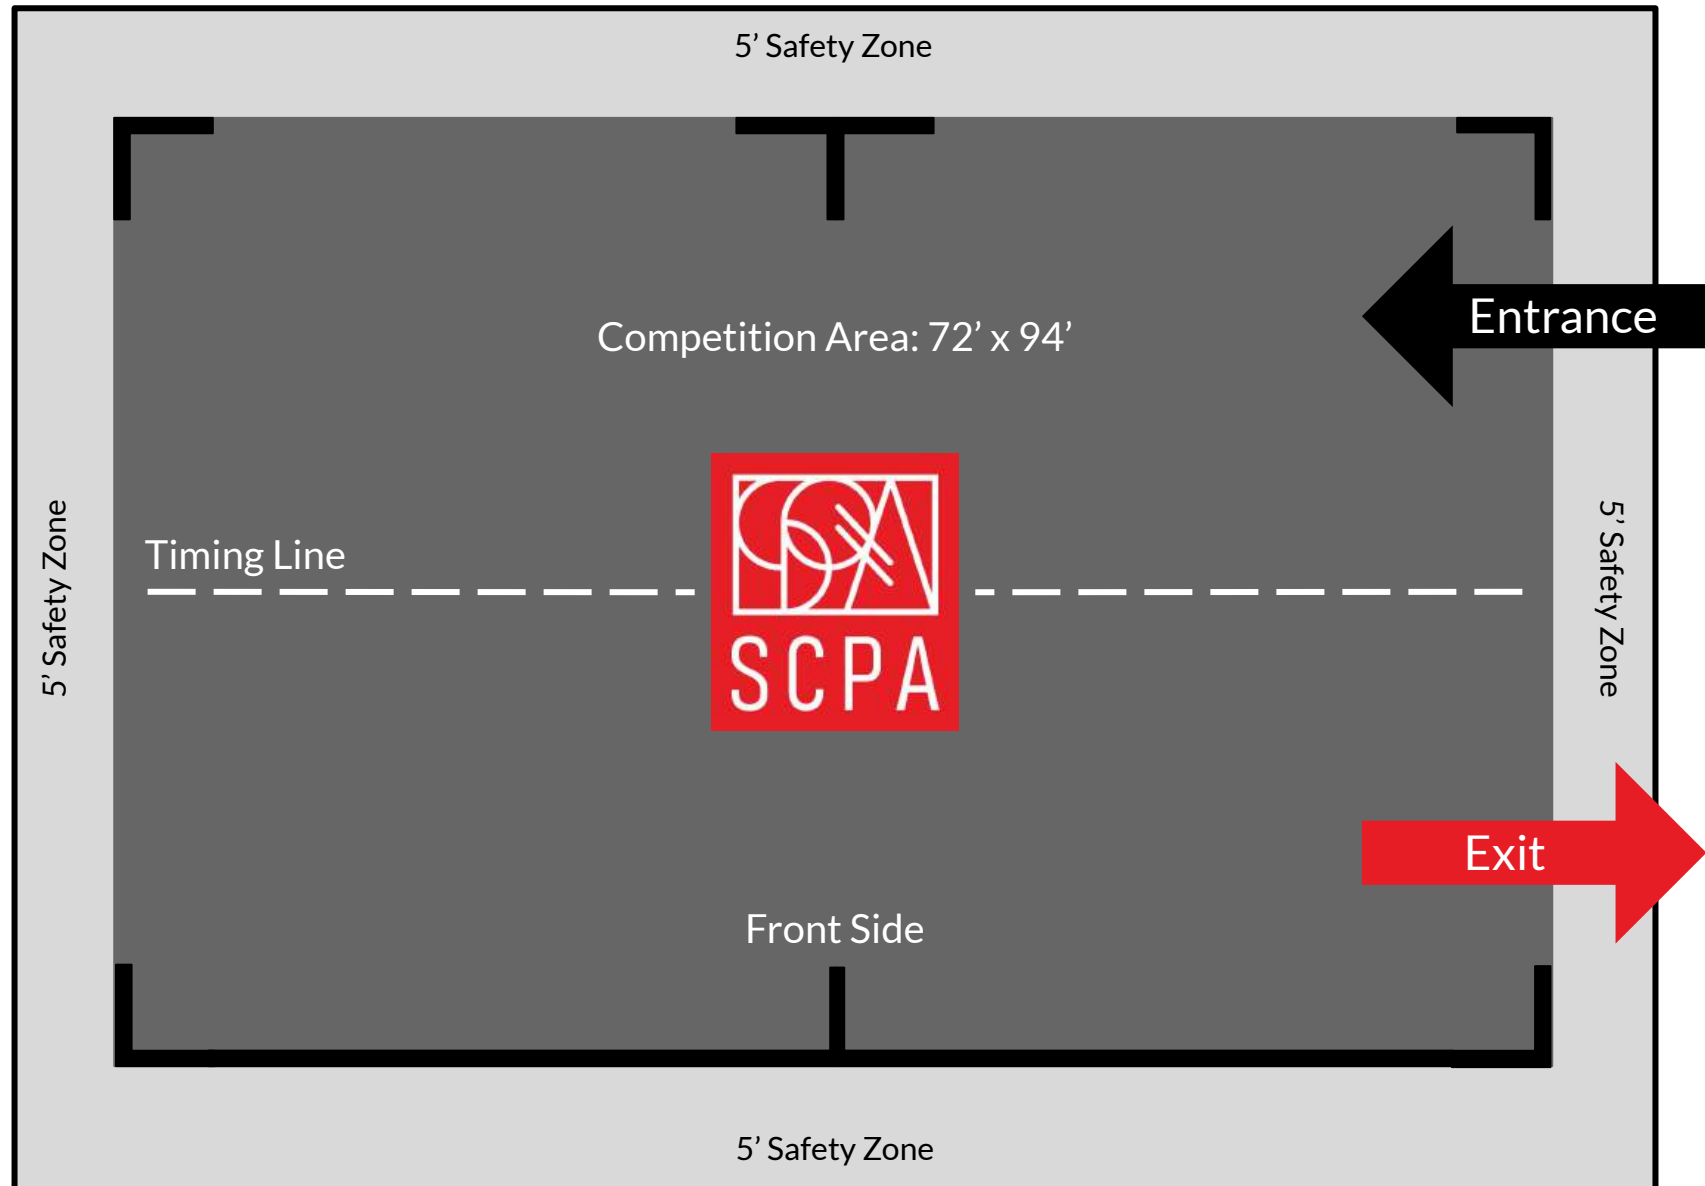 5’ Safety Zone
Competition Area: 72’ x 94’
Entrance
5’ Safety Zone
Timing Line
SCPA
5’ Safety Zone
Exit
Front Side
5’ Safety Zone